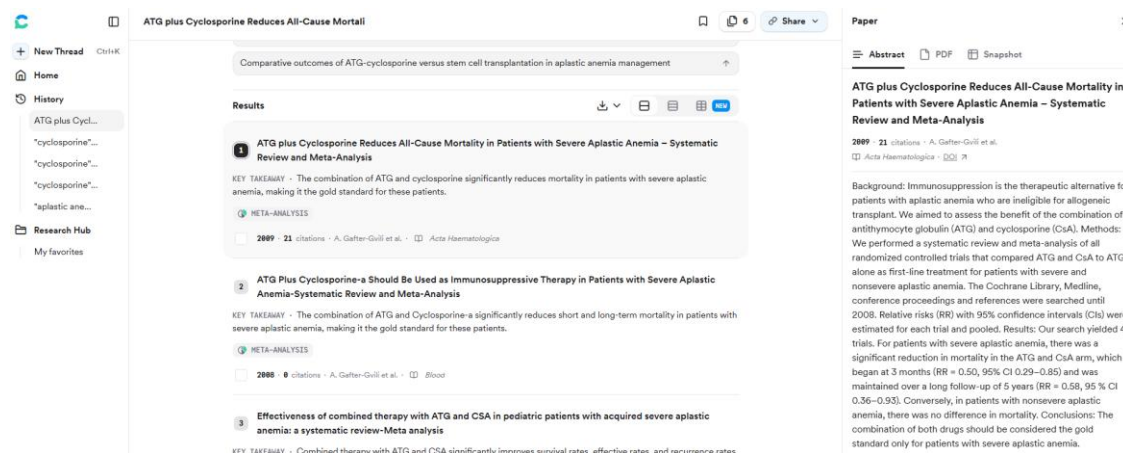 ATG plus Cyclosporine Reduces All-Cause Mortali
6
Share
New Thread Ctrl+K
Home
History
ATG plus Cycl...
"cyclosporine"...
"cyclosporine"...
"cyclosporine"...
"aplastic ane...
Research Hub
My favorites
Comparative outcomes of ATG-cyclosporine versus stem cell transplantation in aplastic anemia management
Results
NEW
1
ATG plus Cyclosporine Reduces All-Cause Mortality in Patients with Severe Aplastic Anemia – Systematic
Review and Meta-Analysis
KEY TAKEAWAY · The combination of ATG and cyclosporine significantly reduces mortality in patients with severe aplastic
anemia, making it the gold standard for these patients.
META-ANALYSIS
2009 · 21 citations · A. Gafter-Gvili et al. · Acta Haematologica
2
ATG Plus Cyclosporine-a Should Be Used as Immunosuppressive Therapy in Patients with Severe Aplastic
Anemia-Systematic Review and Meta-Analysis
KEY TAKEAWAY · The combination of ATG and Cyclosporine-a significantly reduces short and long-term mortality in patients with
severe aplastic anemia, making it the gold standard for these patients.
META-ANALYSIS
2008 · 0 citations · A. Gafter-Gvili et al. · Blood
3
Effectiveness of combined therapy with ATG and CSA in pediatric patients with acquired severe aplastic
anemia: a systematic review-Meta analysis
KEY TAKEAWAY · Combined therapy with ATG and CSA significantly improves survival rates, effective rates, and recurrence rates
Paper
Abstract PDF Snapshot
ATG plus Cyclosporine Reduces All-Cause Mortality in
Patients with Severe Aplastic Anemia – Systematic
Review and Meta-Analysis
2009 · 21 citations · A. Gafter-Gvili et al.
Acta Haematologica · DOI
Background: Immunosuppression is the therapeutic alternative fo
patients with aplastic anemia who are ineligible for allogeneic
transplant. We aimed to assess the benefit of the combination of
antithymocyte globulin (ATG) and cyclosporine (CsA). Methods:
We performed a systematic review and meta-analysis of all
randomized controlled trials that compared ATG and CsA to ATG
alone as first-line treatment for patients with severe and
nonsevere aplastic anemia. The Cochrane Library, Medline,
conference proceedings and references were searched until
2008. Relative risks (RR) with 95% confidence intervals (CIs) were
estimated for each trial and pooled. Results: Our search yielded 4
trials. For patients with severe aplastic anemia, there was a
significant reduction in mortality in the ATG and CsA arm, which
began at 3 months (RR = 0.50, 95% CI 0.29–0.85) and was
maintained over a long follow-up of 5 years (RR = 0.58, 95 % CI
0.36–0.93). Conversely, in patients with nonsevere aplastic
anemia, there was no difference in mortality. Conclusions: The
combination of both drugs should be considered the gold
standard only for patients with severe aplastic anemia.